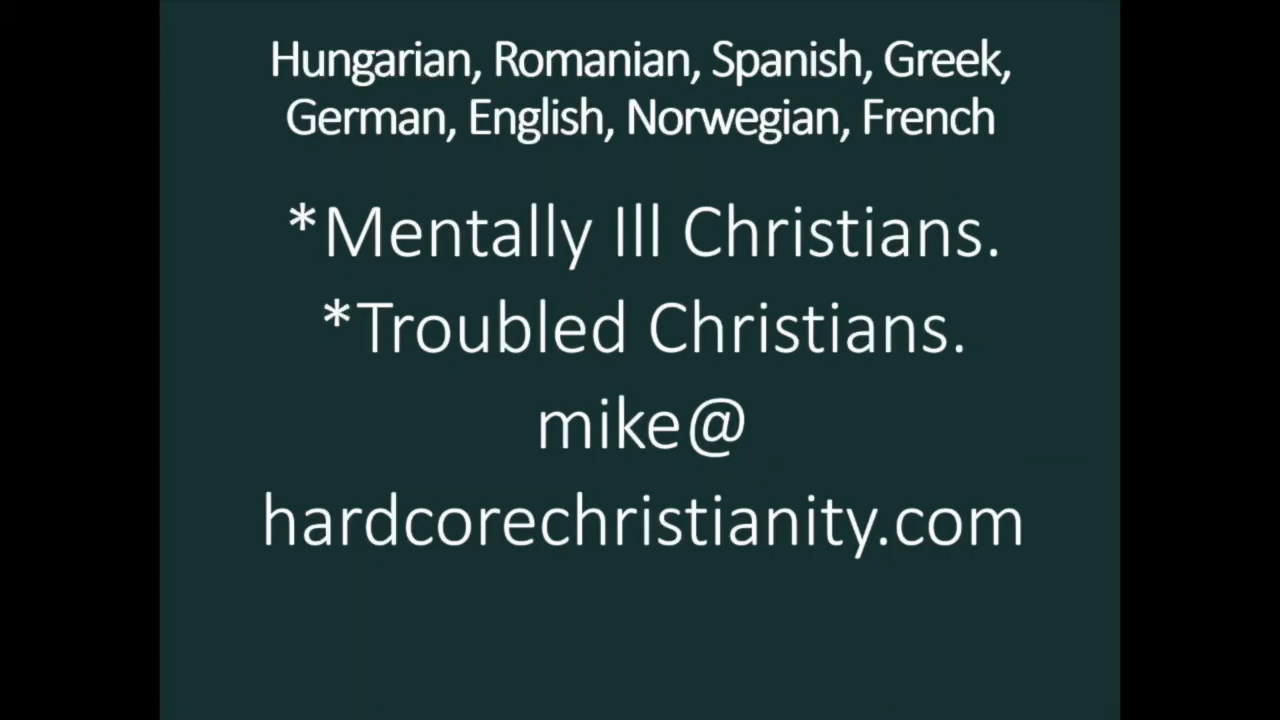 Hungarian, Romanian, Spanish, Greek,
German, English, Norwegian, French
*Mentally Ill Christians.
*Troubled Christians.
mike@
hardcorechristianity.com